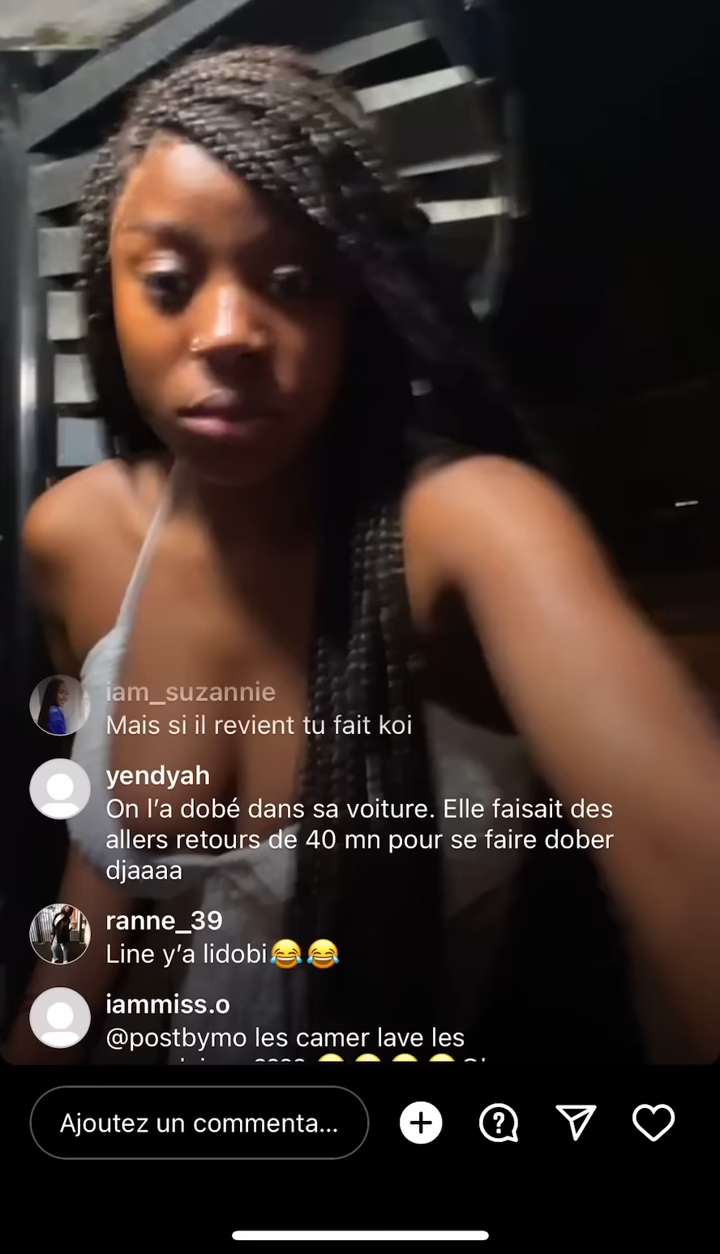 iam_suzannie
Mais si il revient tu fait koi
yendyah
On l’a dobé dans sa voiture. Elle faisait des
allers retours de 40 mn pour se faire dober
djaaaa
ranne_39
Line y’a lidobi😂😂
iammiss.o
@postbymo les camer lave les
Ajoutez un commenta...